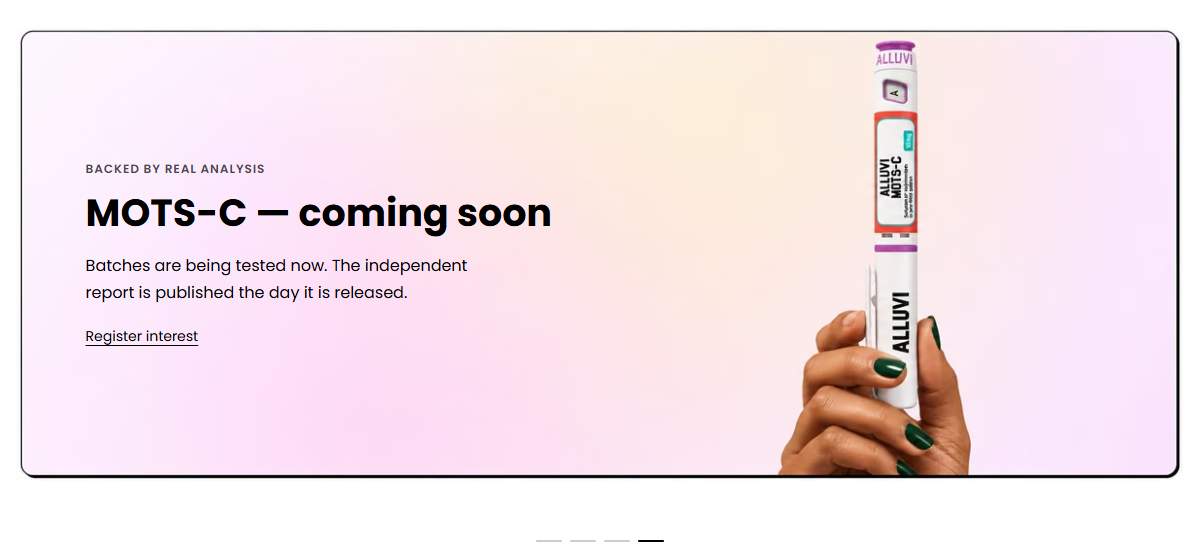 BACKED BY REAL ANALYSIS
MOTS-C — coming soon
Batches are being tested now. The independent
report is published the day it is released.
Register interest
ALLUVI
A
ALLUVI
MOTS-C
ALLUVI